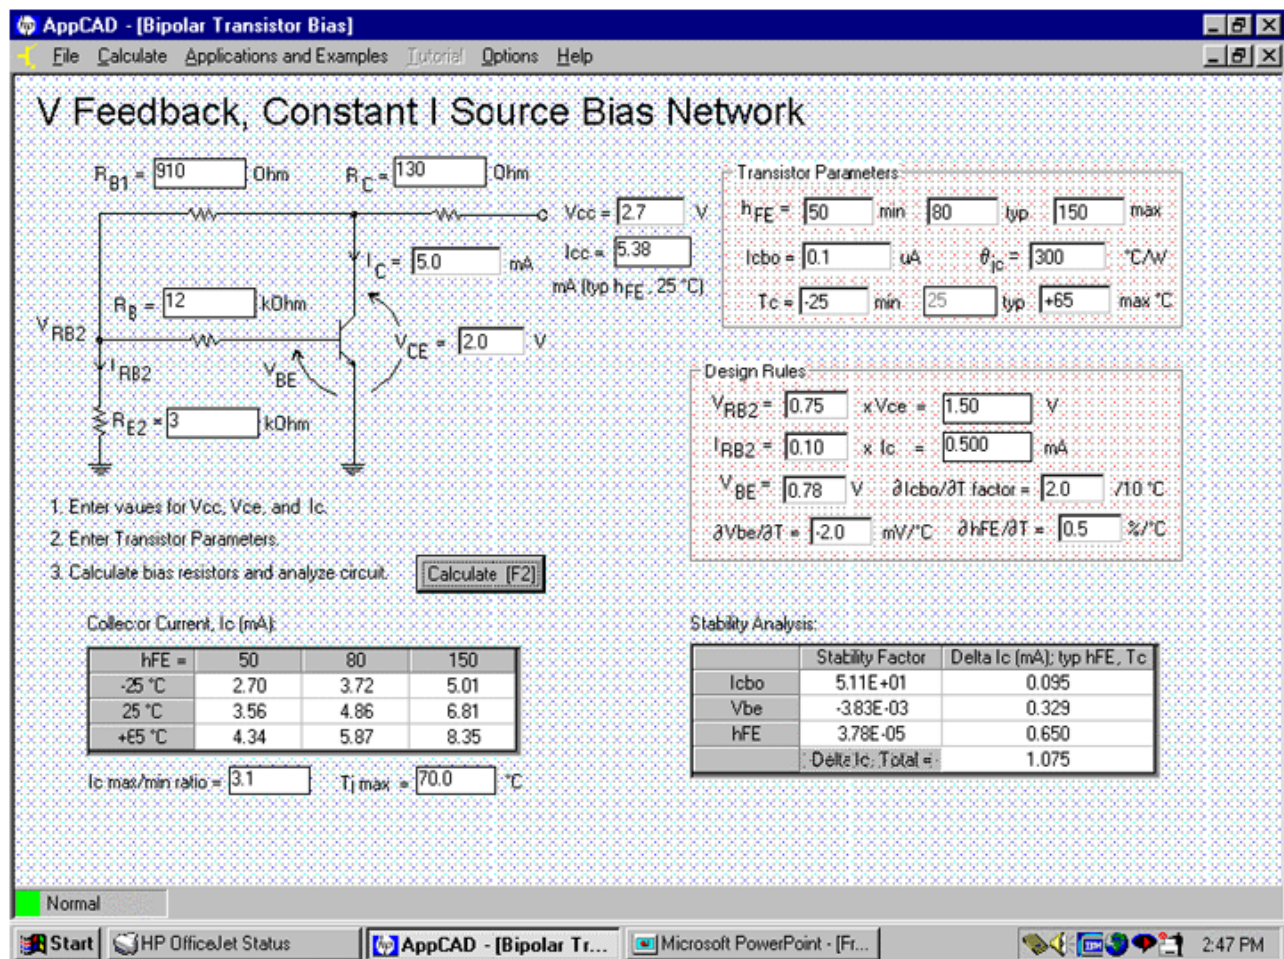 AppCAD - [Bipolar Transistor Bias]
File Calculate Applications and Examples Tutorial Options Help
V Feedback, Constant I Source Bias Network
RB1 = 910 Ohm RC = 130 Ohm
Vcc = 2.7 V
IC = 5.0 mA
Icc = 5.38
mA (typ hFE, 25 °C)
RB = 12 kOhm
VRB2
VCE = 2.0 V
IRB2
VBE
RE2 = 3 kOhm
Transistor Parameters
hFE = 50 min 80 typ 150 max
Icbo = 0.1 uA θjc = 300 °C/W
Tc = -25 min 25 typ +65 max °C
Design Rules
VRB2 = 0.75 x Vce = 1.50 V
IRB2 = 0.10 x Ic = 0.500 mA
VBE = 0.78 V ∂Icbo/∂T factor = 2.0 /10 °C
∂Vbe/∂T = -2.0 mV/°C ∂hFE/∂T = 0.5 %/°C
1. Enter values for Vcc, Vce, and Ic.
2. Enter Transistor Parameters.
3. Calculate bias resistors and analyze circuit.
Calculate [F2]
Collector Current, Ic (mA):
hFE = 50 80 150
-25 °C 2.70 3.72 5.01
25 °C 3.56 4.86 6.81
+65 °C 4.34 5.87 8.35
Ic max/min ratio = 3.1 Tj max = 70.0 °C
Stability Analysis:
Stability Factor Delta Ic (mA); typ hFE, Tc
Icbo 5.11E+01 0.095
Vbe -3.83E-03 0.329
hFE 3.78E-05 0.650
Delta Ic, Total = 1.075
Normal
Start HP OfficeJet Status AppCAD - [Bipolar Tr... Microsoft PowerPoint - [Fr... 2:47 PM